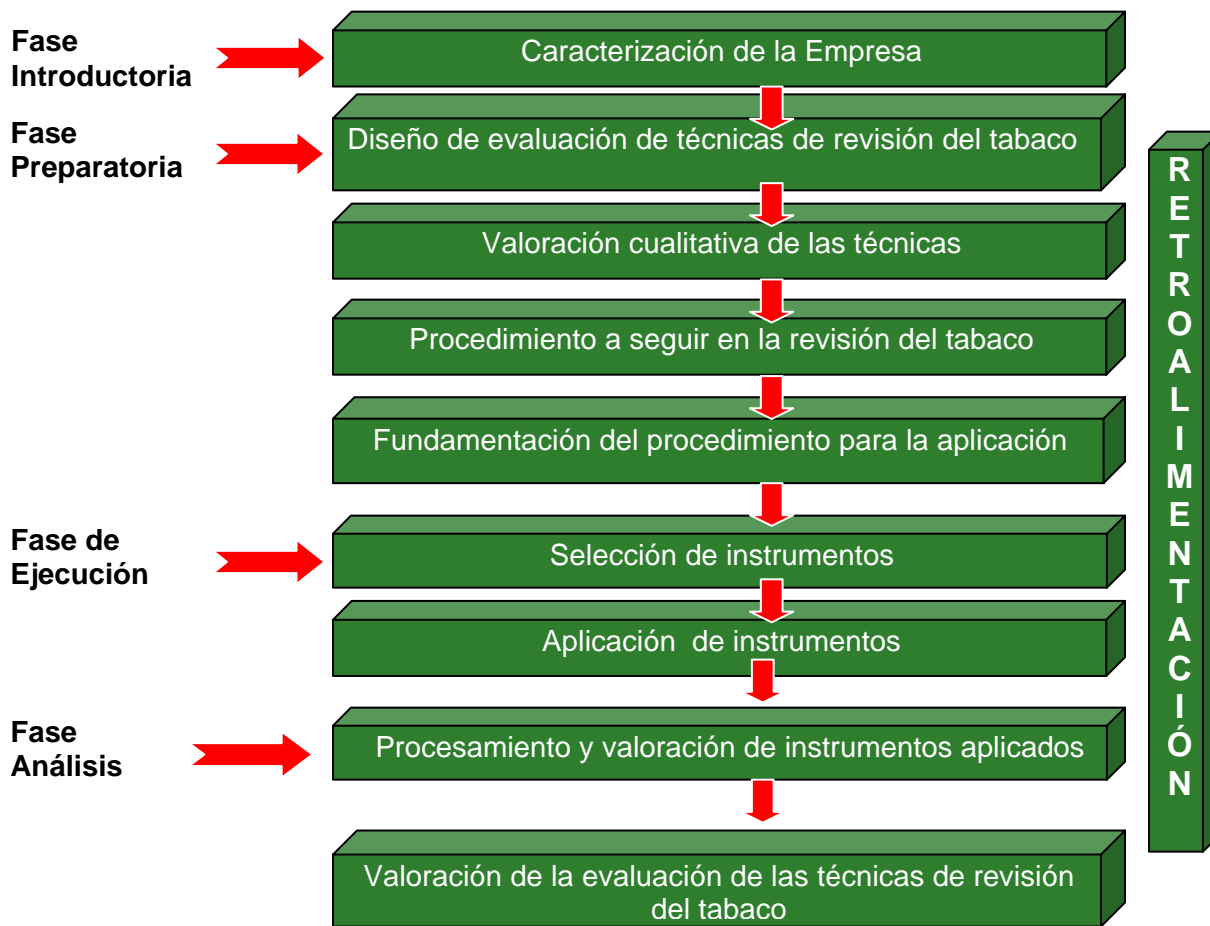 Fase
Introductoria
Caracterización de la Empresa
Fase
Preparatoria
Diseño de evaluación de técnicas de revisión del tabaco
Valoración cualitativa de las técnicas
Procedimiento a seguir en la revisión del tabaco
Fundamentación del procedimiento para la aplicación
Fase de
Ejecución
Selección de instrumentos
Aplicación de instrumentos
Fase
Análisis
Procesamiento y valoración de instrumentos aplicados
Valoración de la evaluación de las técnicas de revisión
del tabaco
RETROALIMENTACIÓN